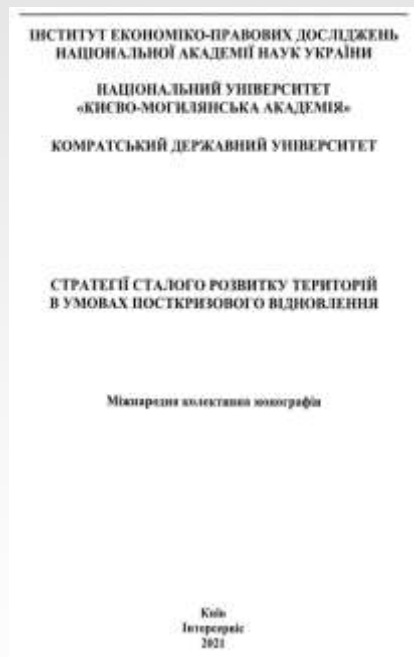 ІНСТИТУТ ЕКОНОМІКО-ПРАВОВИХ ДОСЛІДЖЕНЬ
НАЦІОНАЛЬНОЇ АКАДЕМІЇ НАУК УКРАЇНИ
НАЦІОНАЛЬНИЙ УНІВЕРСИТЕТ
«КИЄВО-МОГИЛЯНСЬКА АКАДЕМІЯ»
КОМРАТСЬКИЙ ДЕРЖАВНИЙ УНІВЕРСИТЕТ
СТРАТЕГІЇ СТАЛОГО РОЗВИТКУ ТЕРИТОРІЙ
В УМОВАХ ПОСТКРИЗОВОГО ВІДНОВЛЕННЯ
Міжнародна колективна монографія
Київ
Інтерсервіс
2021